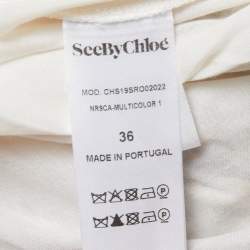 SeeByChloé
MOD: CHS19SRO02022
NR9CA-MULTICOLOR 1
36
MADE IN PORTUGAL
P
P